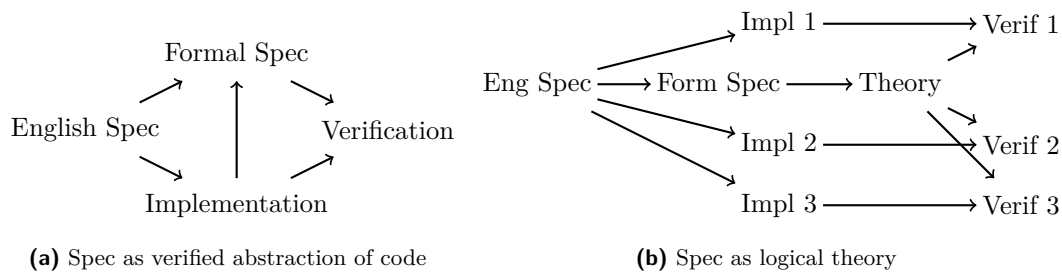 Formal Spec
English Spec
Verification
Implementation
(a) Spec as verified abstraction of code
Impl 1
Verif 1
Eng Spec
Form Spec
Theory
Impl 2
Verif 2
Impl 3
Verif 3
(b) Spec as logical theory